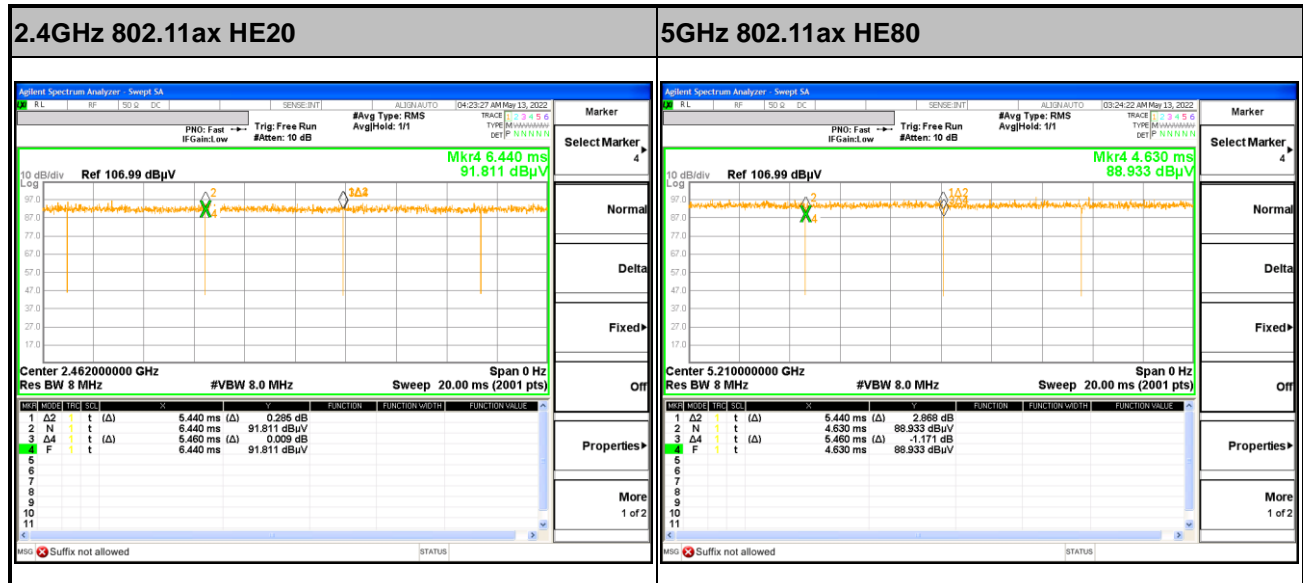 2.4GHz 802.11ax HE20
Agilent Spectrum Analyzer - Swept SA
RL RF 50 Ω DC SENSE:INT ALIGNAUTO 04:23:27 AM May 13, 2022
PNO: Fast Trig: Free Run #Avg Type: RMS TRACE 1 2 3 4 5 6
IFGain:Low #Atten: 10 dB Avg|Hold: 1/1 TYPE MWWWWW
DET P N N N N N
Mkr4 6.440 ms
91.811 dBµV
10 dB/div Ref 106.99 dBµV
Log
97.0
87.0
77.0
67.0
57.0
47.0
37.0
27.0
17.0
2
4
Center 2.462000000 GHz Span 0 Hz
Res BW 8 MHz #VBW 8.0 MHz Sweep 20.00 ms (2001 pts)
MKR MODE TRC SCL X Y FUNCTION FUNCTION WIDTH FUNCTION VALUE
1 Δ2 1 t (Δ) 5.440 ms (Δ) 0.285 dB
2 N 1 t 6.440 ms 91.811 dBµV
3 Δ4 1 t (Δ) 5.460 ms (Δ) 0.009 dB
4 F 1 t 6.440 ms 91.811 dBµV
5
6
7
8
9
10
11
MSG Suffix not allowed STATUS
Marker
Select Marker
4
Normal
Delta
Fixed
Off
Properties
More
1 of 2
5GHz 802.11ax HE80
Agilent Spectrum Analyzer - Swept SA
RL RF 50 Ω DC SENSE:INT ALIGNAUTO 03:24:22 AM May 13, 2022
PNO: Fast Trig: Free Run #Avg Type: RMS TRACE 1 2 3 4 5 6
IFGain:Low #Atten: 10 dB Avg|Hold: 1/1 TYPE MWWWWW
DET P N N N N N
Mkr4 4.630 ms
88.933 dBµV
10 dB/div Ref 106.99 dBµV
Log
97.0
87.0
77.0
67.0
57.0
47.0
37.0
27.0
17.0
2
4
1Δ2
3Δ4
Center 5.210000000 GHz Span 0 Hz
Res BW 8 MHz #VBW 8.0 MHz Sweep 20.00 ms (2001 pts)
MKR MODE TRC SCL X Y FUNCTION FUNCTION WIDTH FUNCTION VALUE
1 Δ2 1 t (Δ) 5.440 ms (Δ) 2.868 dB
2 N 1 t 4.630 ms 88.933 dBµV
3 Δ4 1 t (Δ) 5.460 ms (Δ) -1.171 dB
4 F 1 t 4.630 ms 88.933 dBµV
5
6
7
8
9
10
11
MSG Suffix not allowed STATUS
Marker
Select Marker
4
Normal
Delta
Fixed
Off
Properties
More
1 of 2